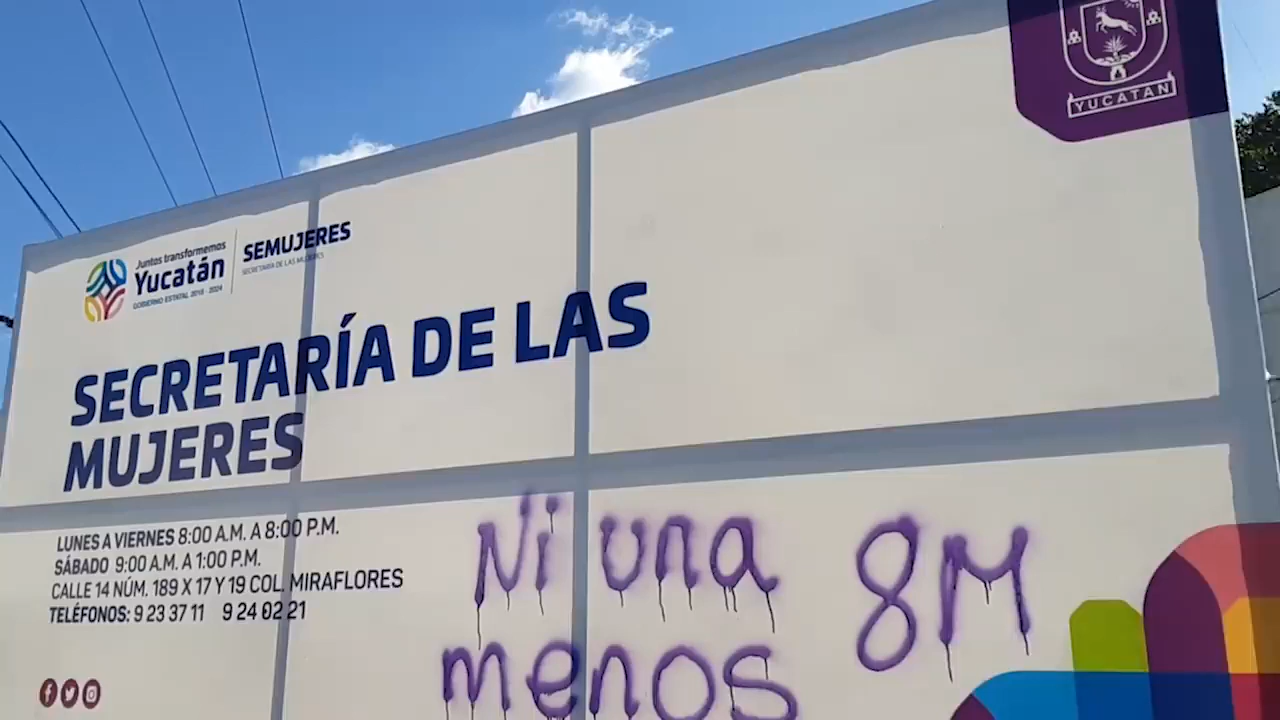 YUCATAN
Juntos transformemos
Yucatán
GOBIERNO ESTATAL 2018 - 2024
SEMUJERES
SECRETARÍA DE LAS MUJERES
SECRETARÍA DE LAS
MUJERES
LUNES A VIERNES 8:00 A.M. A 8:00 P.M.
SÁBADO 9:00 A.M. A 1:00 P.M.
CALLE 14 NÚM. 189 X 17 Y 19 COL. MIRAFLORES
TELÉFONOS: 9 23 37 11 9 24 02 21
Ni una
menos
8M